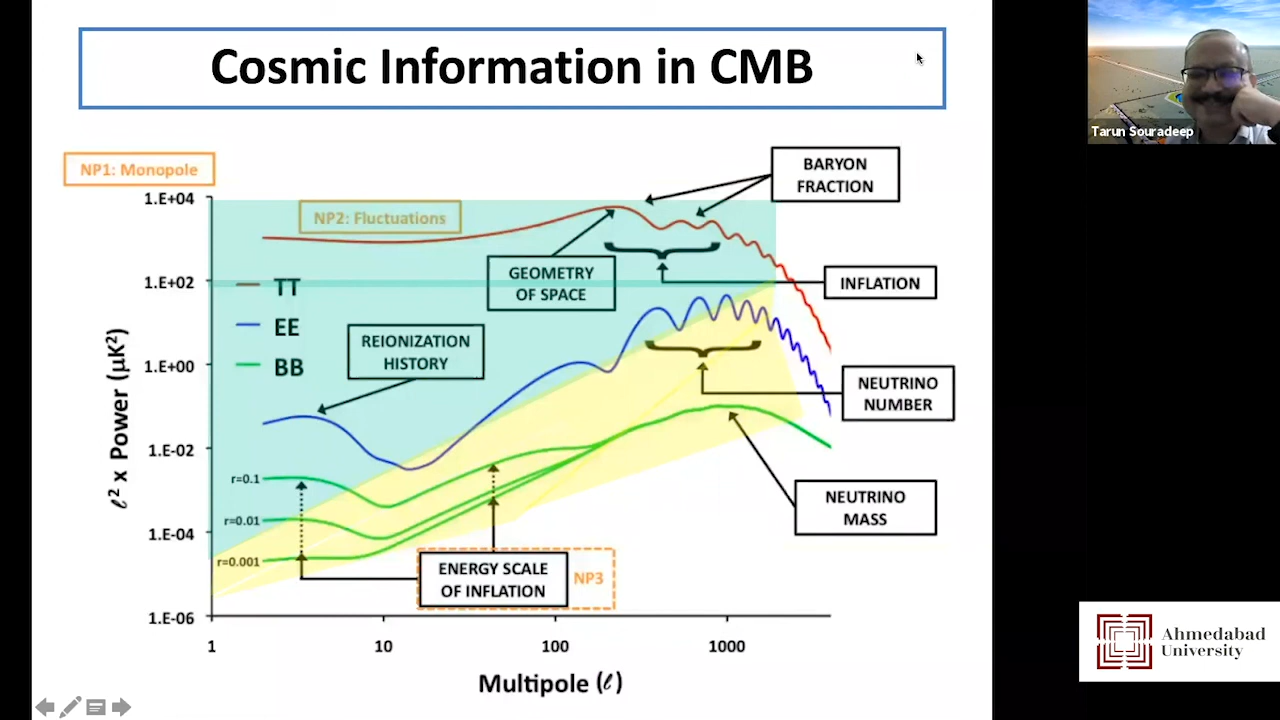 Cosmic Information in CMB
Tarun Souradeep
NP1: Monopole
BARYON
FRACTION
1.E+04
NP2: Fluctuations
GEOMETRY
OF SPACE
1.E+02
INFLATION
TT
EE
BB
REIONIZATION
HISTORY
1.E+00
NEUTRINO
NUMBER
ℓ² x Power (μK²)
1.E-02
r=0.1
NEUTRINO
MASS
r=0.01
1.E-04
r=0.001
ENERGY SCALE
OF INFLATION
NP3
1.E-06
1
10
100
1000
Multipole (ℓ)
Ahmedabad
University